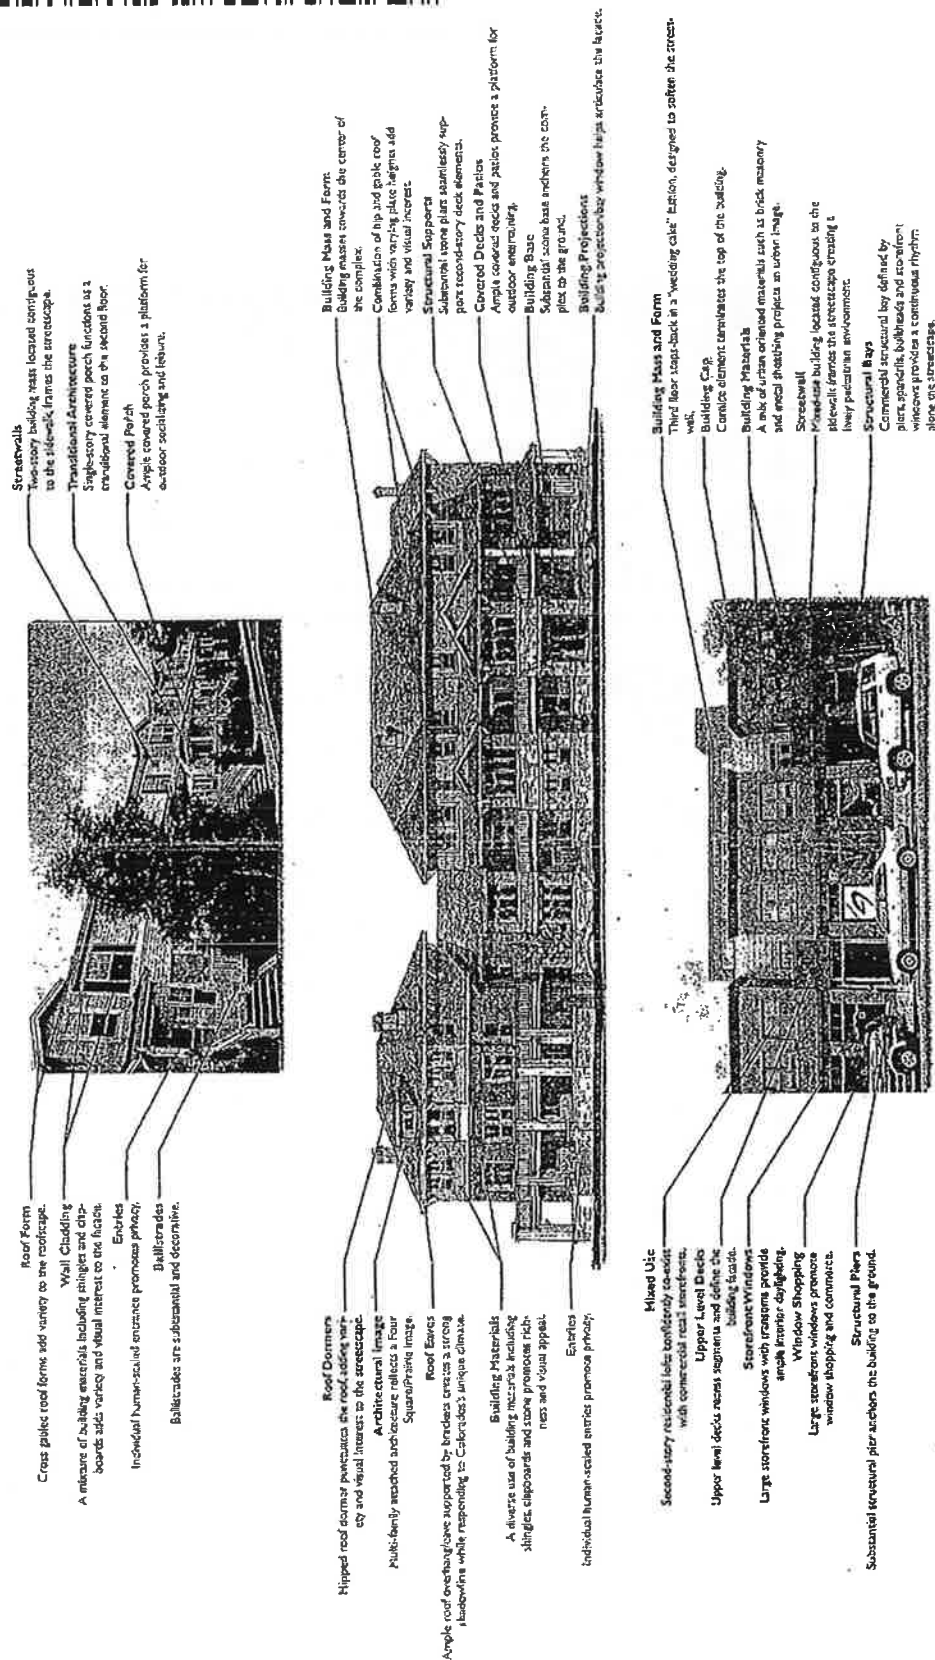 Roof Form
Cross gabled roof forms add variety to the roofscape.
Wall Cladding
A mixture of building materials including shingles and clap-
boards adds variety and visual interest to the facade.
Entries
Individual human-scaled entrance promotes privacy.
Ballistrades
Ballistrades are substantial and decorative.
Streetwalls
Two-story building mass located contiguous
to the sidewalk frames the streetscape.
Transitional Architecture
Single-story covered porch functions as a
transitional element to the second floor.
Covered Porch
Ample covered porch provides a platform for
outdoor socializing and leisure.
Roof Dormers
Hipped roof dormer punctuates the roof, adding vari-
ety and visual interest to the streetscape.
Architectural Image
Multi-family attached architecture reflects a Four
Square/Prairie image.
Roof Eaves
Ample roof overhang/eave supported by brackets creates a strong
shadowline while responding to Colorado's unique climate.
Building Materials
A diverse use of building materials including
shingles, clapboards and stone promotes rich-
ness and visual appeal.
Entries
Individual human-scaled entries promote privacy.
Building Mass and Form
Building masses towards the center of
the complex.
Combination of hip and gable roof
forms with varying plate heights add
variety and visual interest.
Structural Supports
Substantial stone piers seamlessly sup-
port second-story deck elements.
Covered Decks and Patios
Ample covered decks and patios provide a platform for
outdoor entertaining.
Building Base
Substantial stone base anchors the com-
plex to the ground.
Building Projections
Building projection/bay window helps articulate the facade.
Mixed Use
Second-story residential lofts confidently co-exist
with commercial retail storefronts.
Upper Level Decks
Upper level decks recess segments and define the
building facade.
Storefront Windows
Large storefront windows with transoms provide
ample interior daylighting.
Window Shopping
Large storefront windows promote
window shopping and commerce.
Structural Piers
Substantial structural pier anchors the building to the ground.
Building Mass and Form
Third floor steps-back in a "wedding cake" fashion, designed to soften the street-
wall.
Building Cap
Cornice element terminates the top of the building.
Building Materials
A mix of urban oriented materials such as brick masonry
and metal sheathing projects an urban image.
Streetwall
Mixed-use building located contiguous to the
sidewalk frames the streetscape creating a
lively pedestrian environment.
Structural Bays
Commercial structural bay defined by
piers, spandrils, bulkheads and storefront
windows provides a continuous rhythm
along the streetscape.